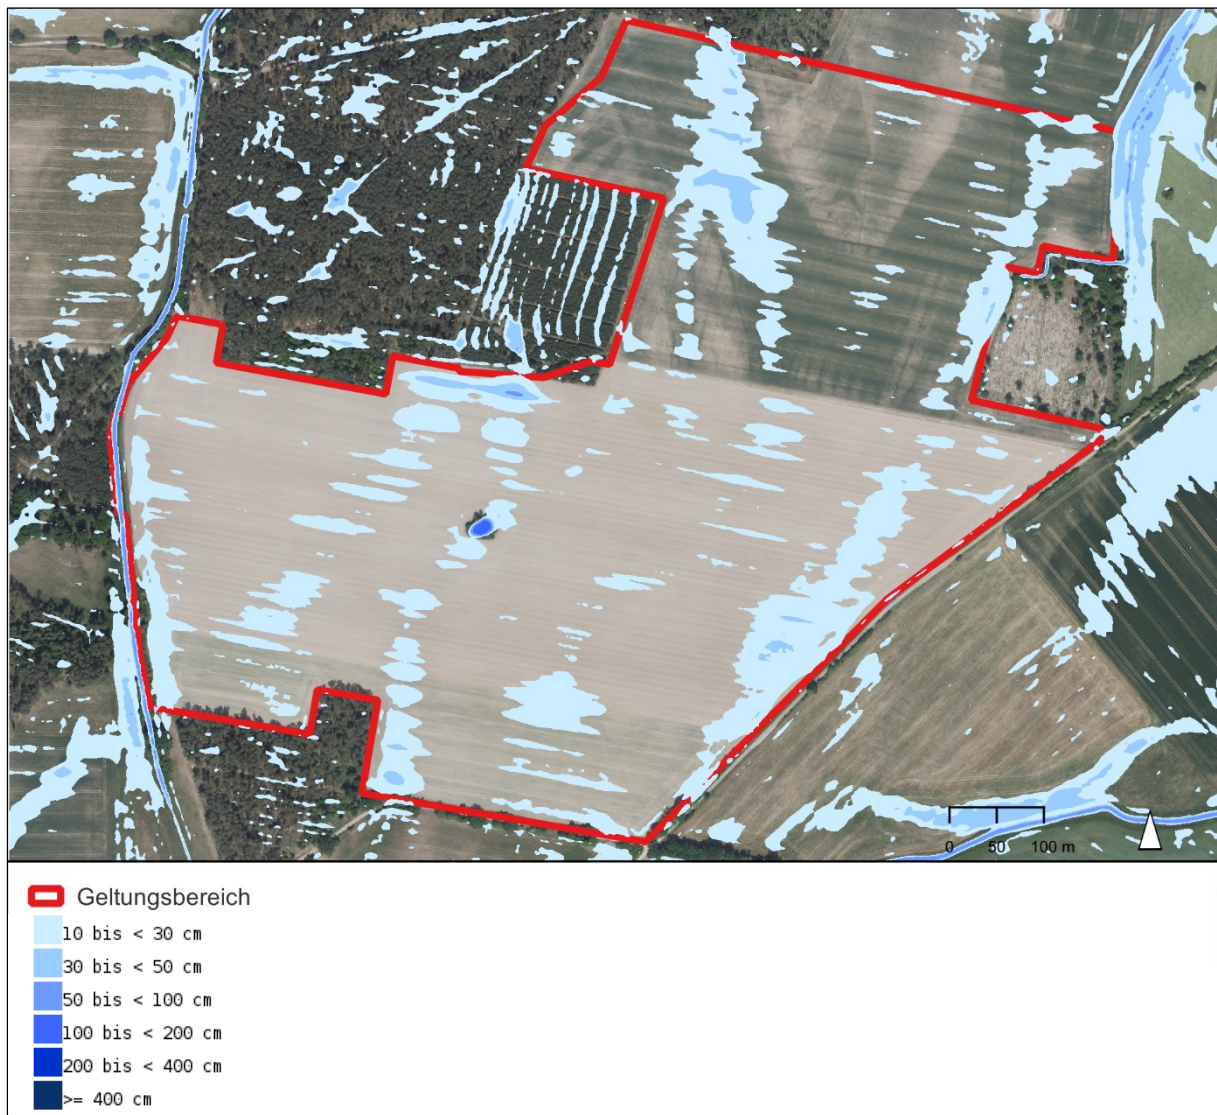 0 50 100 m
Geltungsbereich
10 bis < 30 cm
30 bis < 50 cm
50 bis < 100 cm
100 bis < 200 cm
200 bis < 400 cm
>= 400 cm